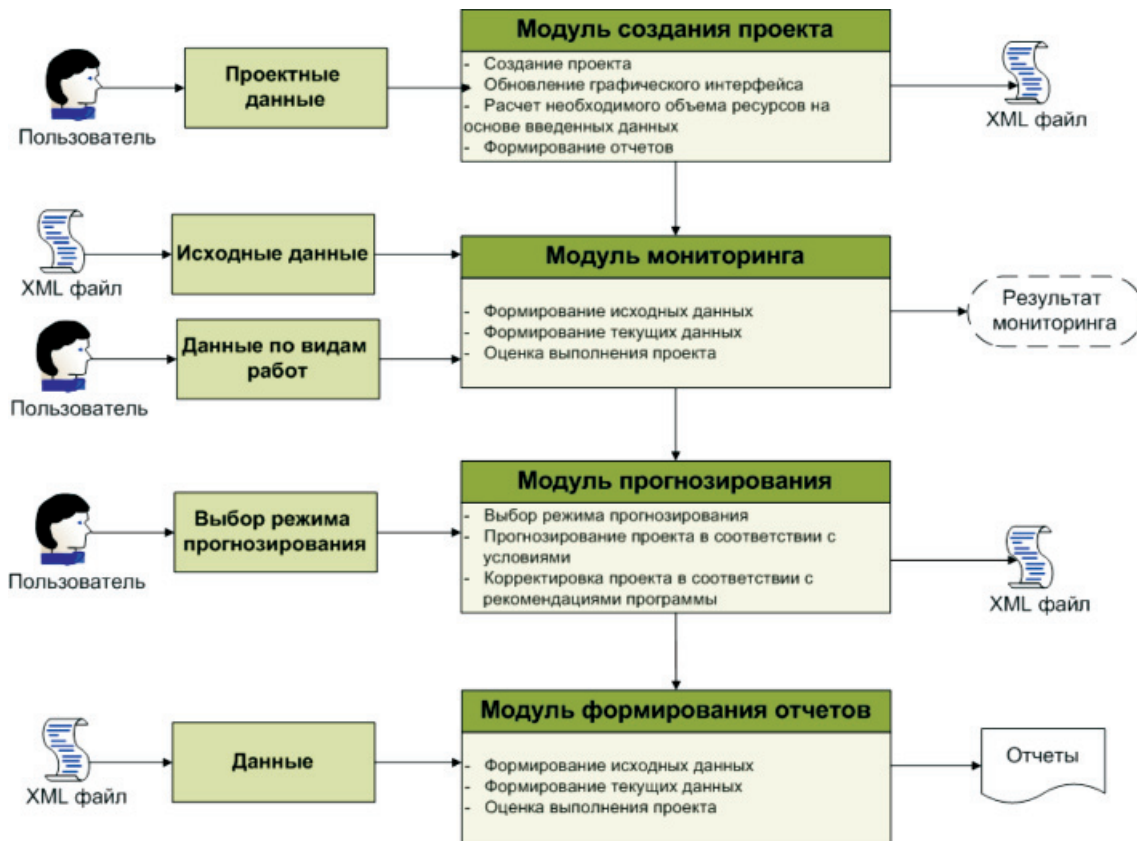 Модуль создания проекта
Проектные
данные
- Создание проекта
- Обновление графического интерфейса
- Расчет необходимого объема ресурсов на
основе введенных данных
- Формирование отчетов
Пользователь
XML файл
Исходные данные
XML файл
Данные по видам
работ
Пользователь
Модуль мониторинга
- Формирование исходных данных
- Формирование текущих данных
- Оценка выполнения проекта
Результат
мониторинга
Выбор режима
прогнозирования
Пользователь
Модуль прогнозирования
- Выбор режима прогнозирования
- Прогнозирование проекта в соответствии с
условиями
- Корректировка проекта в соответствии с
рекомендациями программы
XML файл
Данные
XML файл
Модуль формирования отчетов
- Формирование исходных данных
- Формирование текущих данных
- Оценка выполнения проекта
Отчеты